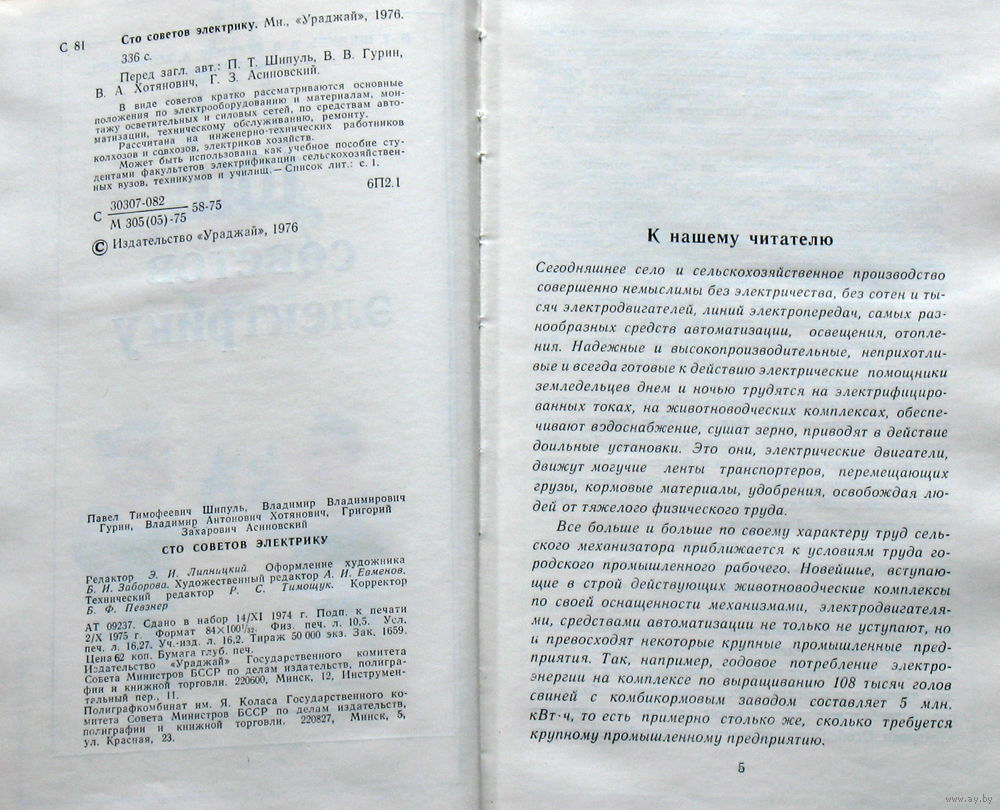 С 81
Сто советов электрику. Мн., «Ураджай», 1976.
336 с.
Перед загл. авт.: П. Т. Шипуль, В. В. Гурин,
В. А. Хотянович, Г. З. Асиновский.
В виде советов кратко рассматриваются основные
положения по электрооборудованию и материалам, мон-
тажу осветительных и силовых сетей, по средствам авто-
матизации, техническому обслуживанию, ремонту.
Рассчитана на инженерно-технических работников
колхозов и совхозов, электриков хозяйств.
Может быть использована как учебное пособие сту-
дентами факультетов электрификации сельскохозяйствен-
ных вузов, техникумов и училищ. — Список лит.: с. 1.
С 30307-082
М 305(05)-75 58-75
6П2.1
© Издательство «Ураджай», 1976
Павел Тимофеевич Шипуль, Владимир Владимирович
Гурин, Владимир Антонович Хотянович, Григорий
Захарович Асиновский
СТО СОВЕТОВ ЭЛЕКТРИКУ
Редактор Э. И. Липницкий. Оформление художника
Б. И. Заборова. Художественный редактор А. И. Евменов.
Технический редактор Р. С. Тимощук. Корректор
Б. Ф. Певзнер
АТ 09237. Сдано в набор 14/XI 1974 г. Подп. к печати
2/X 1975 г. Формат 84×100¹/₃₂. Физ. печ. л. 10,5. Усл.
печ. л. 16,27. Уч.-изд. л. 16,2. Тираж 50 000 экз. Зак. 1659.
Цена 62 коп. Бумага глуб. печ.
Издательство «Ураджай» Государственного комитета
Совета Министров БССР по делам издательств, полигра-
фии и книжной торговли. 220600, Минск, 12, Инструмен-
тальный пер., 11.
Полиграфкомбинат им. Я. Коласа Государственного ко-
митета Совета Министров БССР по делам издательств,
полиграфии и книжной торговли. 220827, Минск, 5,
ул. Красная, 23.
К нашему читателю
Сегодняшнее село и сельскохозяйственное производство
совершенно немыслимы без электричества, без сотен и ты-
сяч электродвигателей, линий электропередач, самых раз-
нообразных средств автоматизации, освещения, отопле-
ния. Надежные и высокопроизводительные, неприхотли-
вые и всегда готовые к действию электрические помощники
земледельцев днем и ночью трудятся на электрифициро-
ванных токах, на животноводческих комплексах, обеспе-
чивают водоснабжение, сушат зерно, приводят в действие
доильные установки. Это они, электрические двигатели,
движут могучие ленты транспортеров, перемещающих
грузы, кормовые материалы, удобрения, освобождая лю-
дей от тяжелого физического труда.
Все больше и больше по своему характеру труд сель-
ского механизатора приближается к условиям труда го-
родского промышленного рабочего. Новейшие, вступаю-
щие в строй действующих животноводческие комплексы
по своей оснащенности механизмами, электродвигателя-
ми, средствами автоматизации не только не уступают, но
и превосходят некоторые крупные промышленные пред-
приятия. Так, например, годовое потребление электро-
энергии на комплексе по выращиванию 108 тысяч голов
свиней с комбикормовым заводом составляет 5 млн.
кВт·ч, то есть примерно столько же, сколько требуется
крупному промышленному предприятию.
5
www.ay.by